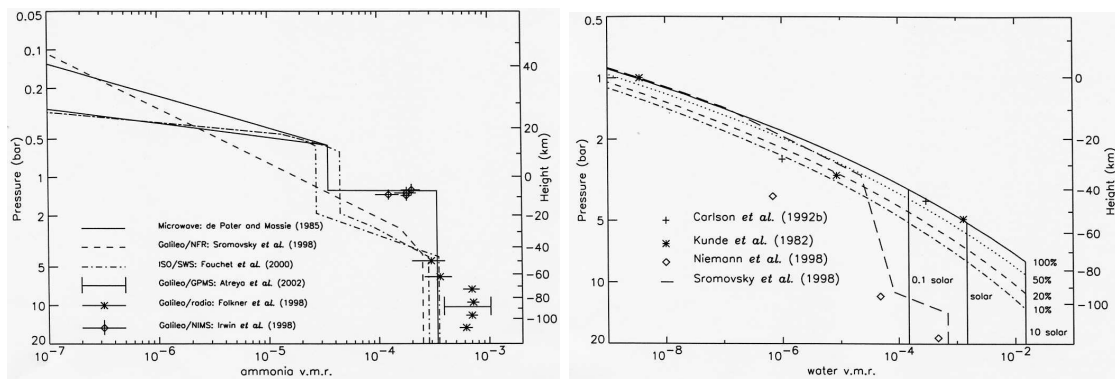 0.05
0.1
0.2
0.5
1
2
5
10
20
Pressure (bar)
40
20
0
-20
-40
-60
-80
-100
Height (km)
Microwave: de Pater and Massie (1985)
Galileo/NFR: Sromovsky et al. (1998)
ISO/SWS: Fouchet et al. (2000)
Galileo/GPMS: Atreya et al. (2002)
Galileo/radio: Folkner et al. (1998)
Galileo/NIMS: Irwin et al. (1998)
10⁻⁷
10⁻⁶
10⁻⁵
10⁻⁴
10⁻³
ammonia v.m.r.
0.5
1
2
5
10
20
Pressure (bar)
0
-20
-40
-60
-80
-100
Height (km)
Carlson et al. (1992b)
Kunde et al. (1982)
Niemann et al. (1998)
Sromovsky et al. (1998)
0.1 solar
solar
10 solar
100%
50%
20%
10%
10⁻⁸
10⁻⁶
10⁻⁴
10⁻²
water v.m.r.